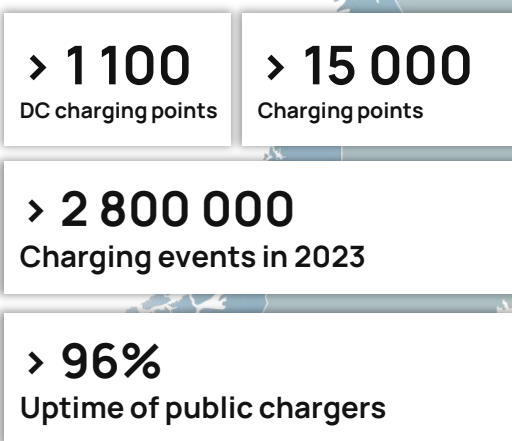 > 1 100
DC charging points
> 15 000
Charging points
> 2 800 000
Charging events in 2023
> 96%
Uptime of public chargers